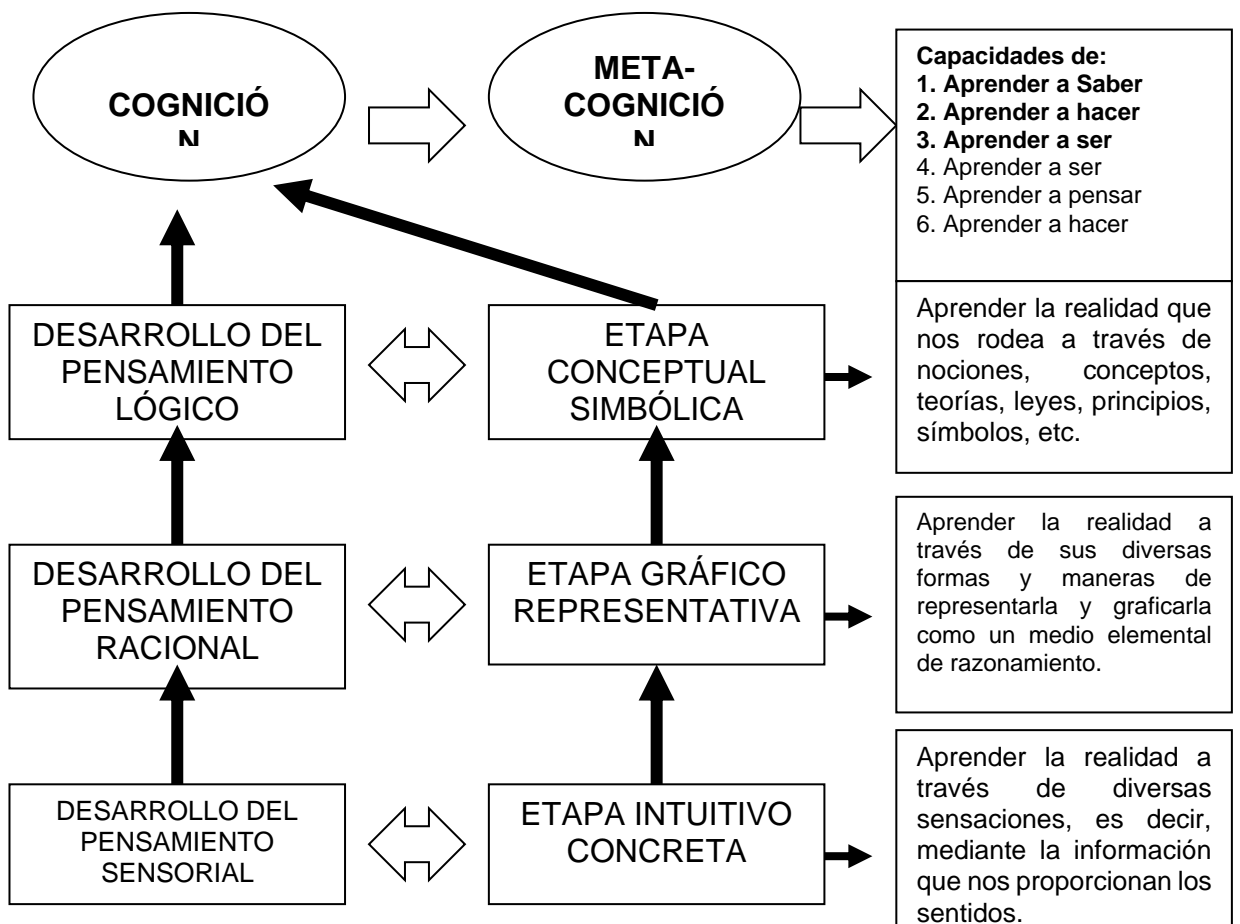 COGNICIÓ
N
META-
COGNICIÓ
N
Capacidades de:
1. Aprender a Saber
2. Aprender a hacer
3. Aprender a ser
4. Aprender a ser
5. Aprender a pensar
6. Aprender a hacer
DESARROLLO DEL
PENSAMIENTO
LÓGICO
ETAPA
CONCEPTUAL
SIMBÓLICA
Aprender la realidad que
nos rodea a través de
nociones, conceptos,
teorías, leyes, principios,
símbolos, etc.
DESARROLLO DEL
PENSAMIENTO
RACIONAL
ETAPA GRÁFICO
REPRESENTATIVA
Aprender la realidad a
través de sus diversas
formas y maneras de
representarla y graficarla
como un medio elemental
de razonamiento.
DESARROLLO DEL
PENSAMIENTO
SENSORIAL
ETAPA INTUITIVO
CONCRETA
Aprender la realidad a
través de diversas
sensaciones, es decir,
mediante la información
que nos proporcionan los
sentidos.